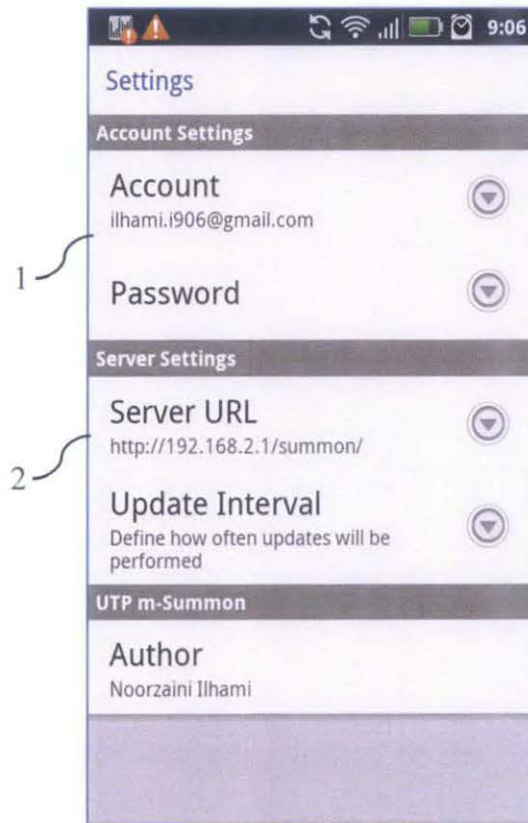 9:06
Settings
Account Settings
Account
ilhami.i906@gmail.com
1
Password
Server Settings
Server URL
http://192.168.2.1/summon/
2
Update Interval
Define how often updates will be
performed
UTP m-Summon
Author
Noorzaini Ilhami